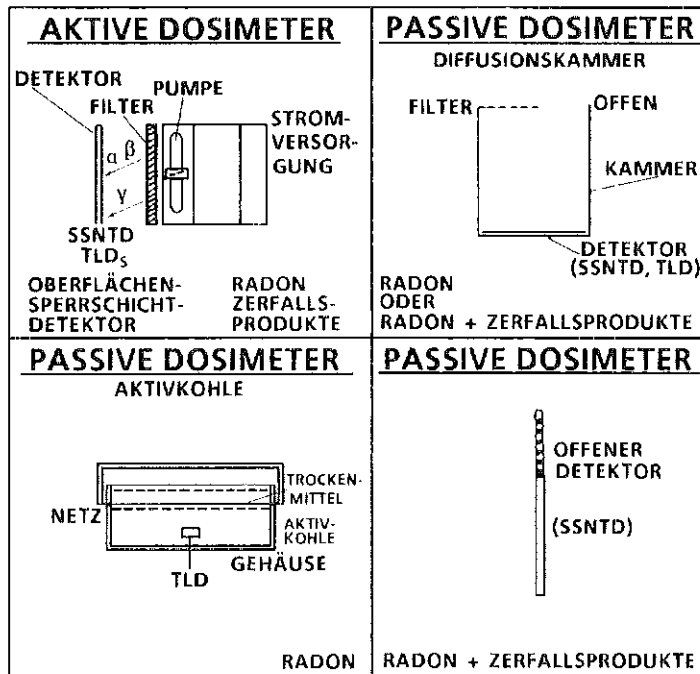 AKTIVE DOSIMETER
DETEKTOR
FILTER
PUMPE
STROM-
VERSOR-
GUNG
α β
γ
SSNTD
TLDS
OBERFLÄCHEN-
SPERRSCHICHT-
DETEKTOR
RADON
ZERFALLS-
PRODUKTE
PASSIVE DOSIMETER
DIFFUSIONSKAMMER
FILTER
OFFEN
KAMMER
DETEKTOR
(SSNTD, TLD)
RADON
ODER
RADON + ZERFALLSPRODUKTE
PASSIVE DOSIMETER
AKTIVKOHLE
TROCKEN-
MITTEL
NETZ
AKTIV-
KOHLE
GEHÄUSE
TLD
RADON
PASSIVE DOSIMETER
OFFENER
DETEKTOR
(SSNTD)
RADON + ZERFALLSPRODUKTE